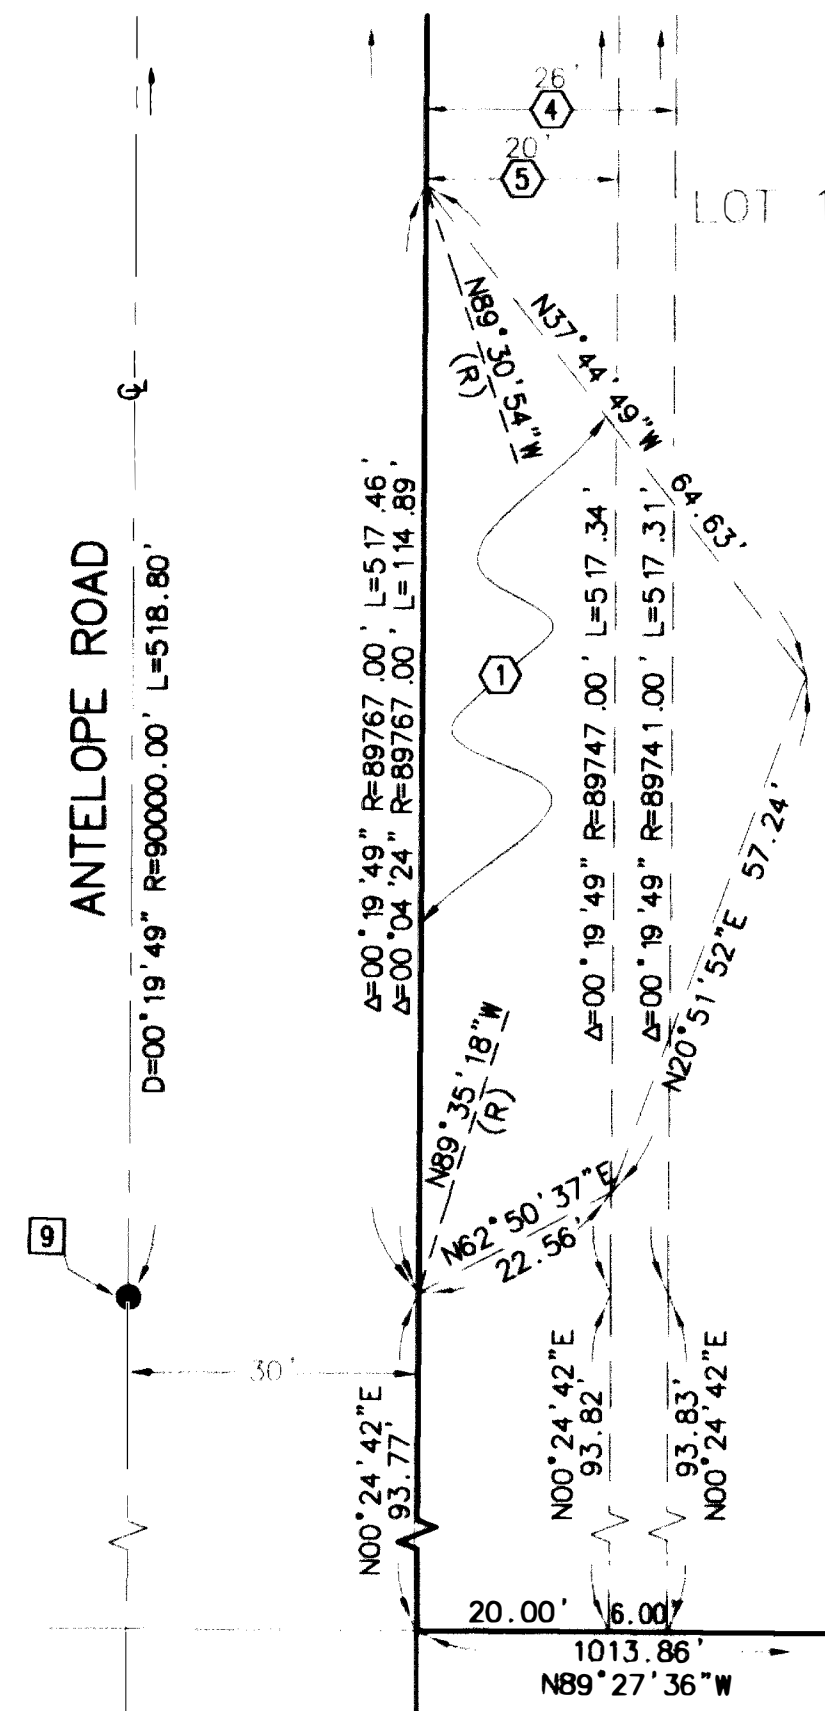 26'
4
20'
5
LOT 1
N89°30'54"W
(R)
N37°44'49"W 64.63'
℄
ANTELOPE ROAD
D=00°19'49" R=90000.00' L=518.80'
Δ=00°19'49" R=89767.00' L=517.46'
Δ=00°04'24" R=89767.00' L=114.89'
1
Δ=00°19'49" R=89747.00' L=517.34'
Δ=00°19'49" R=89741.00' L=517.31'
N20°51'52"E 57.24'
N89°35'18"W
(R)
N62°50'37"E
22.56'
9
30'
N00°24'42"E
93.77'
N00°24'42"E
93.82'
93.83'
N00°24'42"E
20.00' 6.00'
1013.86'
N89°27'36"W